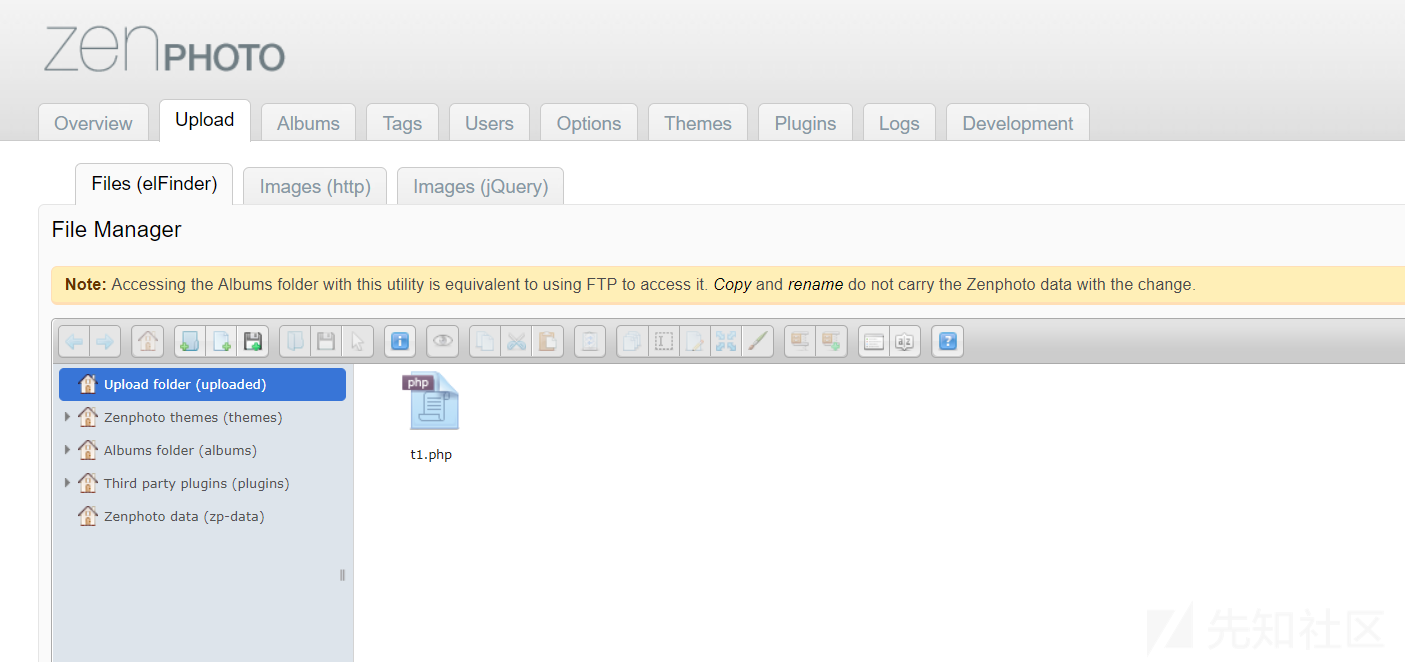 zenPHOTO
Overview Upload Albums Tags Users Options Themes Plugins Logs Development
Files (elFinder) Images (http) Images (jQuery)
File Manager
Note: Accessing the Albums folder with this utility is equivalent to using FTP to access it. Copy and rename do not carry the Zenphoto data with the change.
Upload folder (uploaded)
php
Zenphoto themes (themes)
Albums folder (albums)
t1.php
Third party plugins (plugins)
Zenphoto data (zp-data)
先知社区